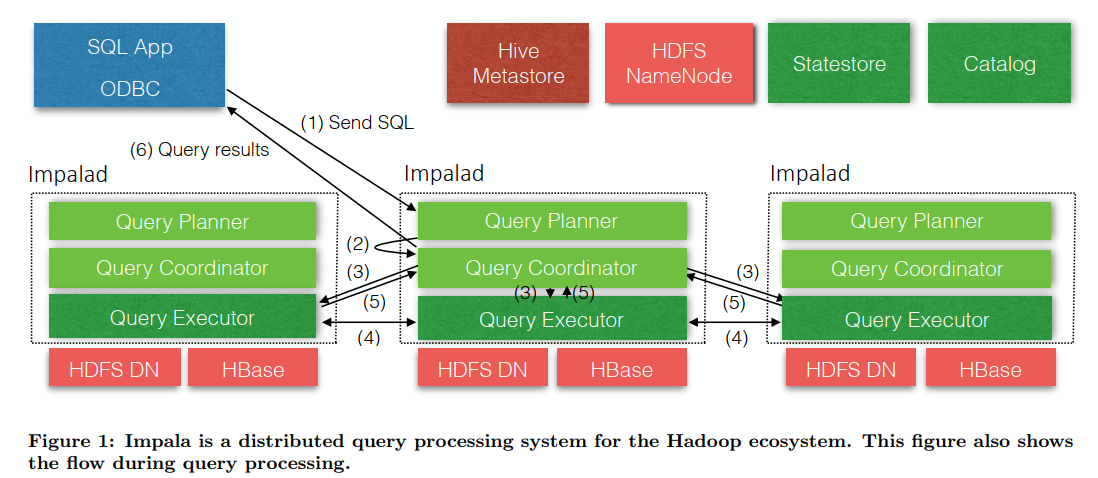 SQL App
ODBC
Hive
Metastore
HDFS
NameNode
Statestore
Catalog
(1) Send SQL
(6) Query results
Impalad
Impalad
Impalad
Query Planner
Query Planner
Query Planner
(2)
Query Coordinator
Query Coordinator
Query Coordinator
(3)
(3)
(5)
(3)
(5)
(5)
Query Executor
Query Executor
Query Executor
(4)
(4)
HDFS DN
HBase
HDFS DN
HBase
HDFS DN
HBase
Figure 1: Impala is a distributed query processing system for the Hadoop ecosystem. This figure also shows
the flow during query processing.